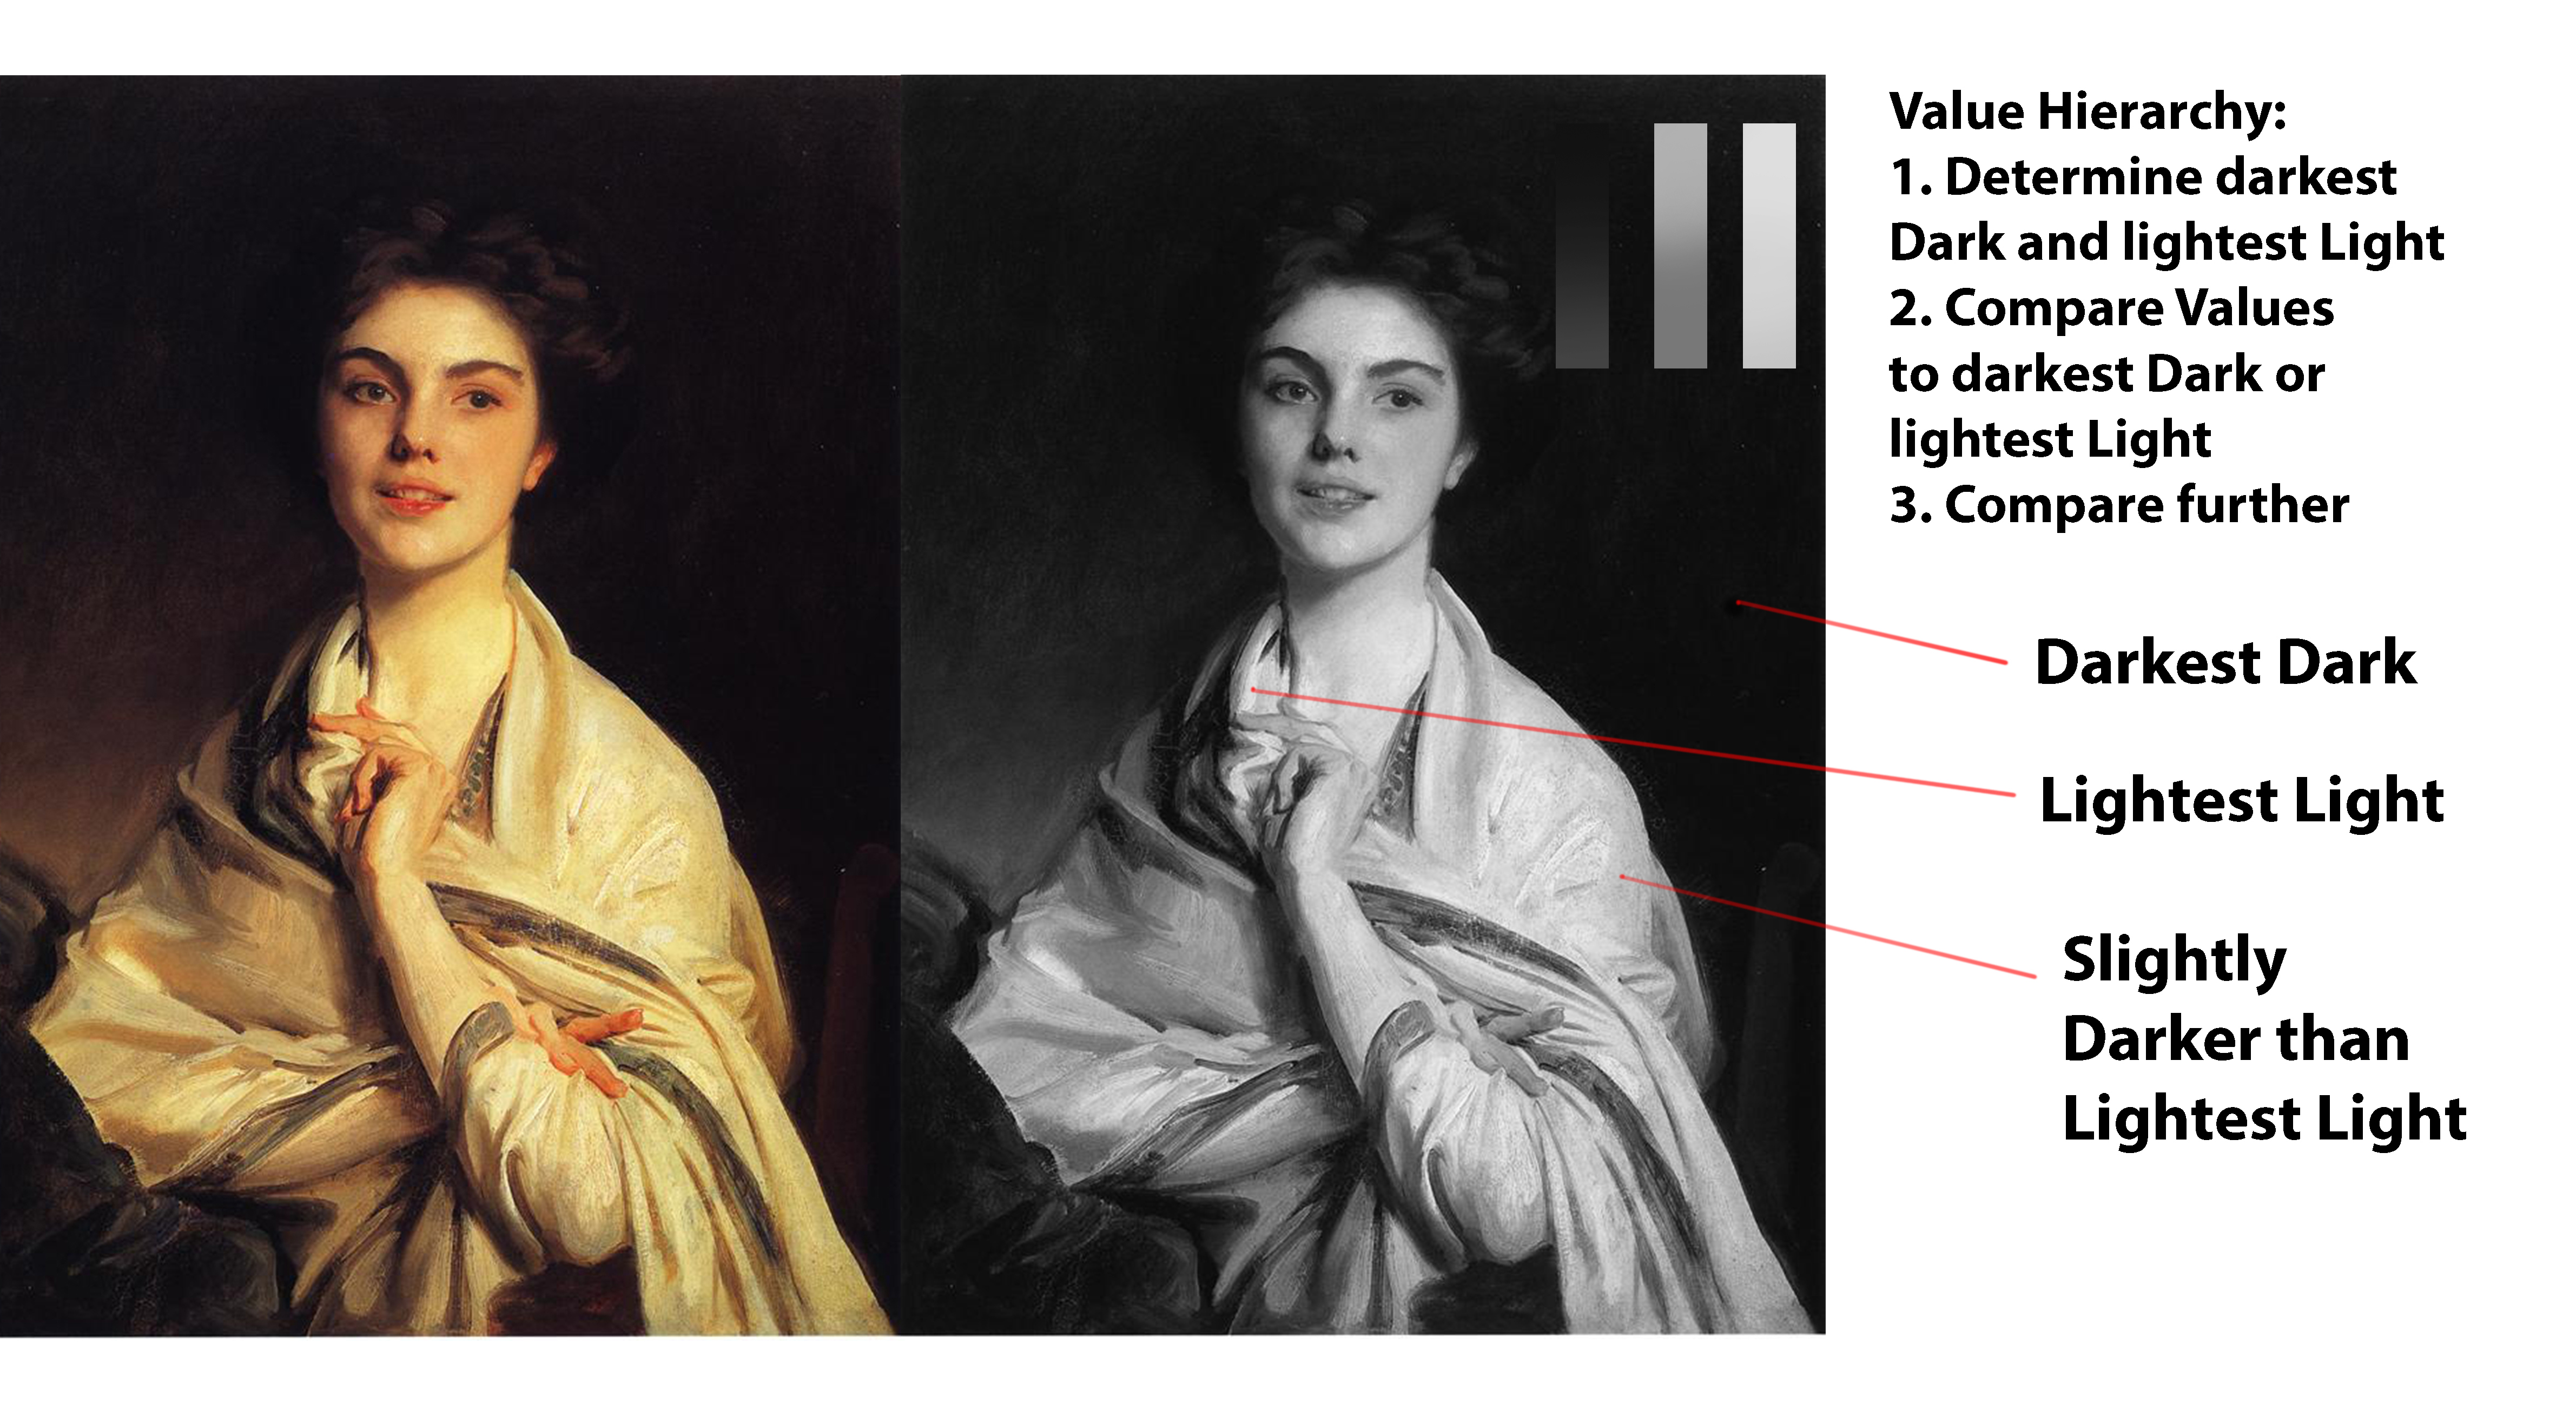 Value Hierarchy:
1. Determine darkest
Dark and lightest Light
2. Compare Values
to darkest Dark or
lightest Light
3. Compare further
Darkest Dark
Lightest Light
Slightly
Darker than
Lightest Light